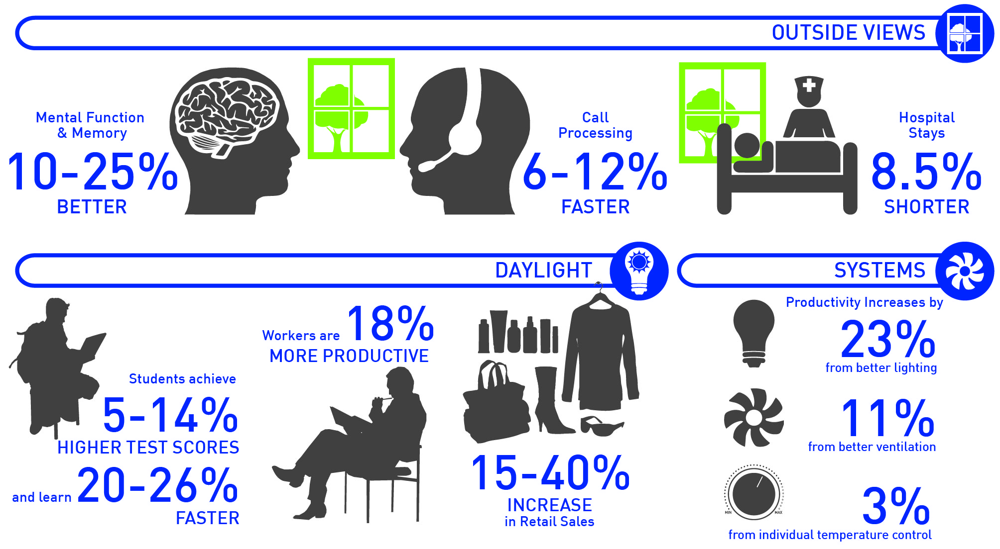 OUTSIDE VIEWS
Mental Function
& Memory
10-25%
BETTER
Call
Processing
6-12%
FASTER
Hospital
Stays
8.5%
SHORTER
DAYLIGHT
Students achieve
5-14%
HIGHER TEST SCORES
and learn 20-26%
FASTER
Workers are 18%
MORE PRODUCTIVE
15-40%
INCREASE
in Retail Sales
SYSTEMS
Productivity Increases by
23%
from better lighting
11%
from better ventilation
MIN MAX
3%
from individual temperature control